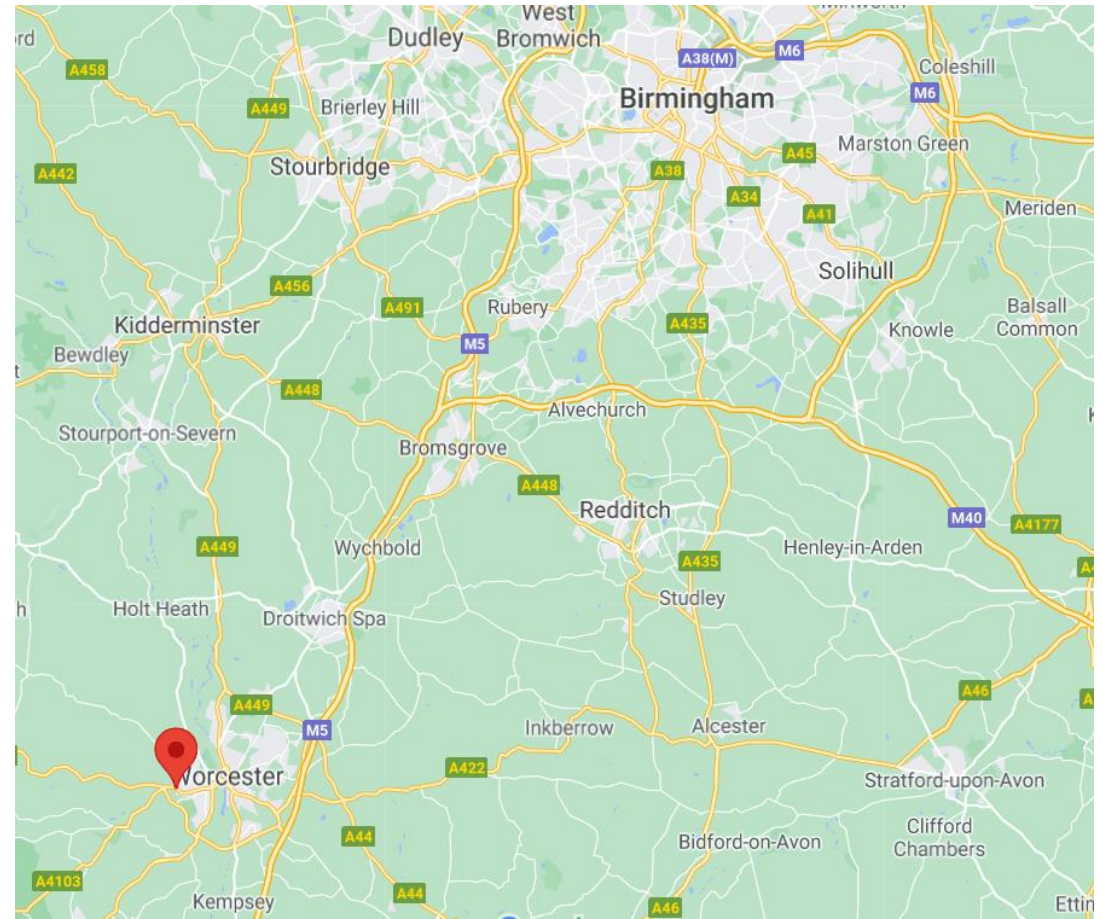 West
Bromwich
Dudley
ord
A38(M)
M6
Coleshill
A458
M6
Birmingham
A449
Brierley Hill
Marston Green
A45
Stourbridge
A38
A442
A34
A41
Meriden
Solihull
A456
A491
Rubery
Balsall
Common
Kidderminster
A435
Knowle
M5
Bewdley
t
A448
Alvechurch
Stourport-on-Severn
Bromsgrove
A448
Redditch
M40
A4177
A449
Wychbold
Henley-in-Arden
A435
Studley
h
Holt Heath
Droitwich Spa
A46
A449
M5
Inkberrow
Alcester
Worcester
A422
Stratford-upon-Avon
A44
Bidford-on-Avon
Clifford
Chambers
A4103
A44
Kempsey
A46
Ettin